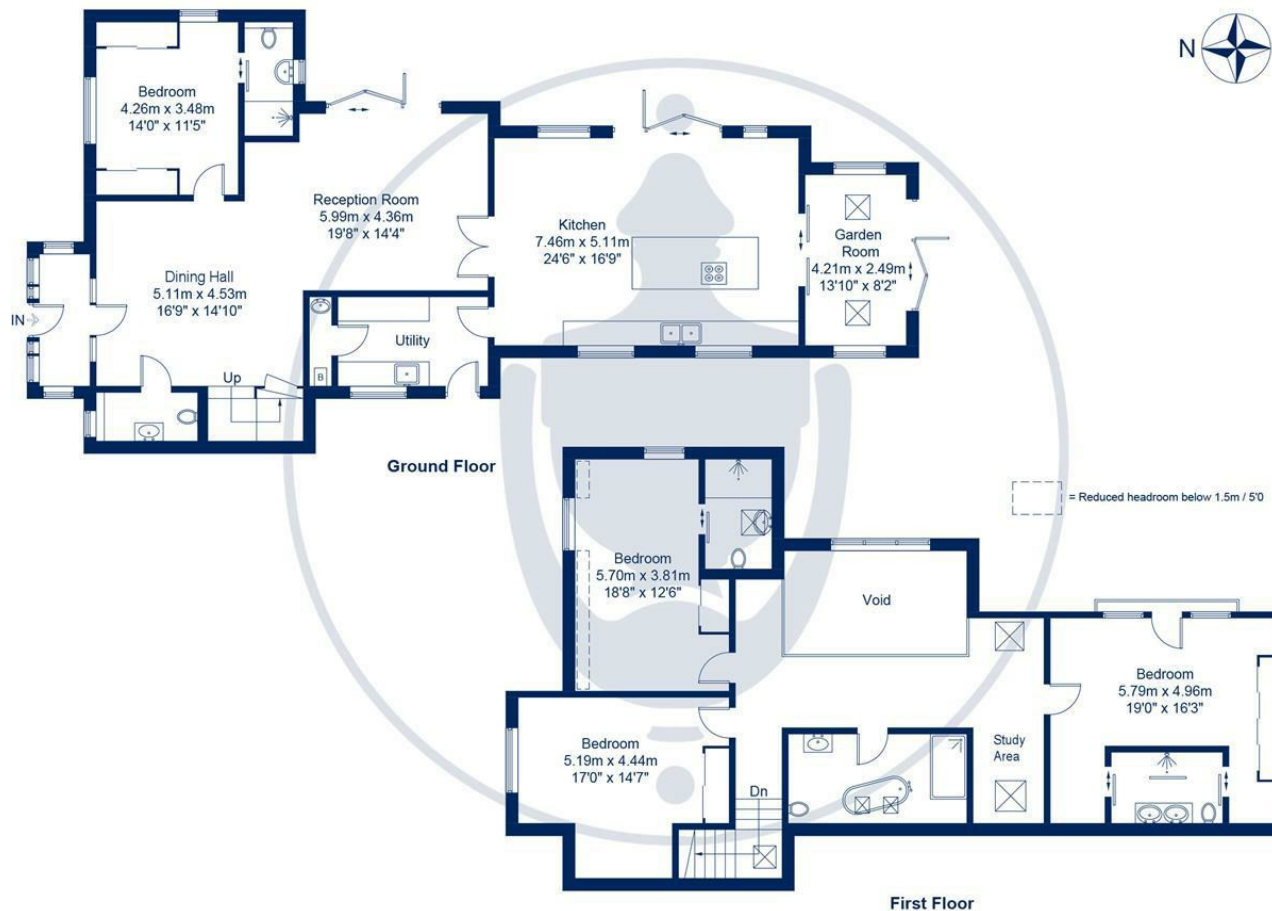 N
Bedroom
4.26m x 3.48m
14'0" x 11'5"
Reception Room
5.99m x 4.36m
19'8" x 14'4"
Kitchen
7.46m x 5.11m
24'6" x 16'9"
Garden
Room
4.21m x 2.49m
13'10" x 8'2"
Dining Hall
5.11m x 4.53m
16'9" x 14'10"
IN
Utility
B
Up
Ground Floor
= Reduced headroom below 1.5m / 5'0
Bedroom
5.70m x 3.81m
18'8" x 12'6"
Void
Bedroom
5.79m x 4.96m
19'0" x 16'3"
Bedroom
5.19m x 4.44m
17'0" x 14'7"
Study
Area
Dn
First Floor